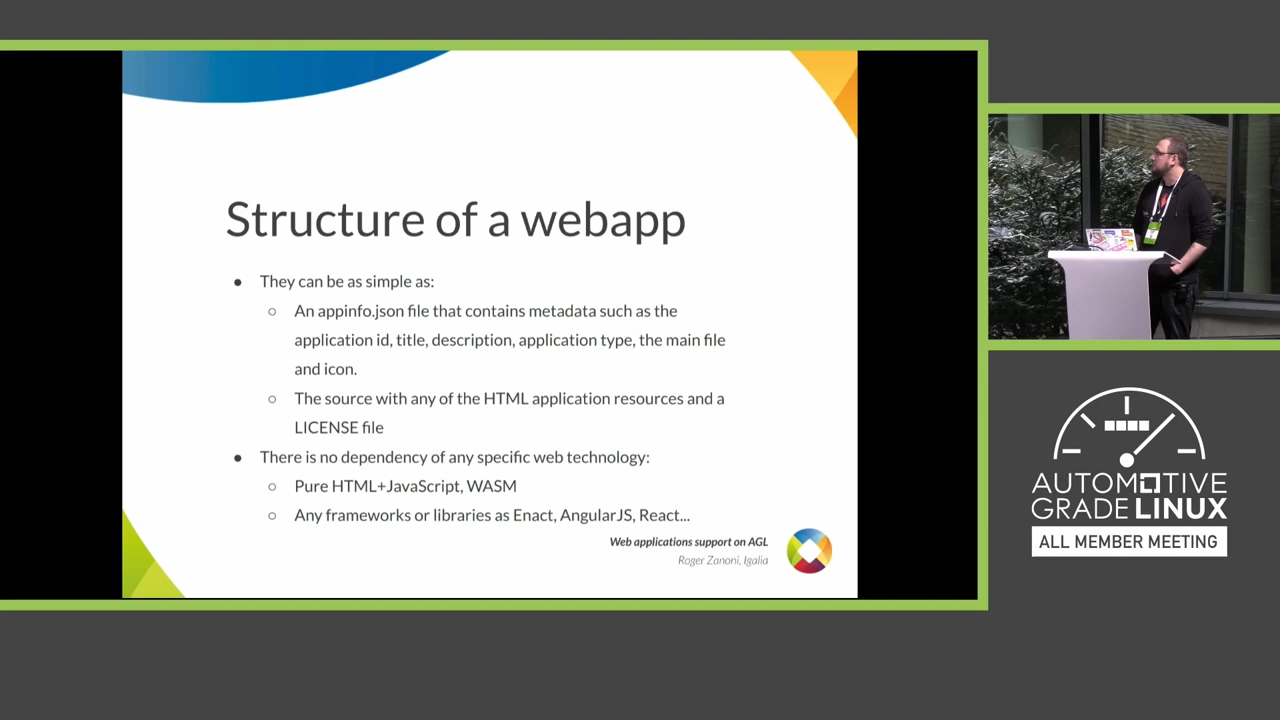 Structure of a webapp
● They can be as simple as:
○ An appinfo.json file that contains metadata such as the
application id, title, description, application type, the main file
and icon.
○ The source with any of the HTML application resources and a
LICENSE file
● There is no dependency of any specific web technology:
○ Pure HTML+JavaScript, WASM
○ Any frameworks or libraries as Enact, AngularJS, React...
Web applications support on AGL
Roger Zanoni, Igalia
AUTOMOTIVE
GRADE LINUX
ALL MEMBER MEETING